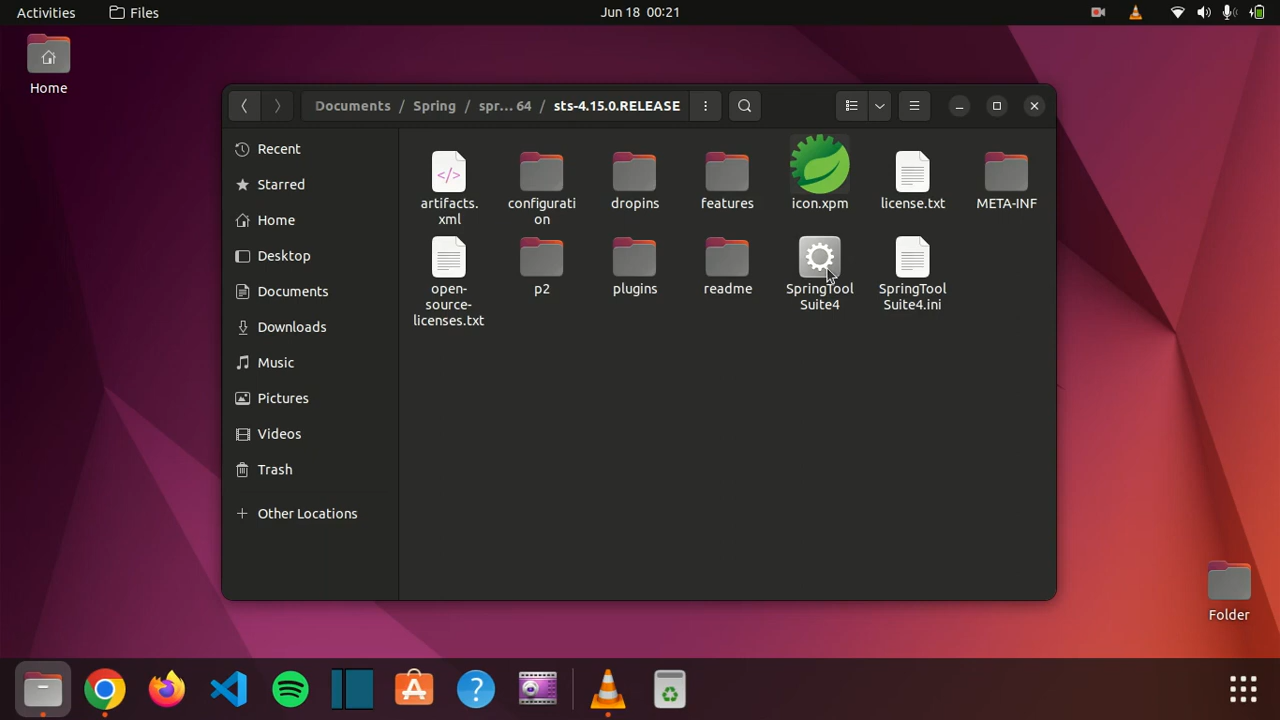 Activities
Files
Jun 18 00:21
Home
Documents / Spring / spr... 64 / sts-4.15.0.RELEASE
Recent
Starred
Home
Desktop
Documents
Downloads
Music
Pictures
Videos
Trash
Other Locations
artifacts.
xml
configurati
on
dropins
features
icon.xpm
license.txt
META-INF
open-
source-
licenses.txt
p2
plugins
readme
SpringTool
Suite4
SpringTool
Suite4.ini
Folder